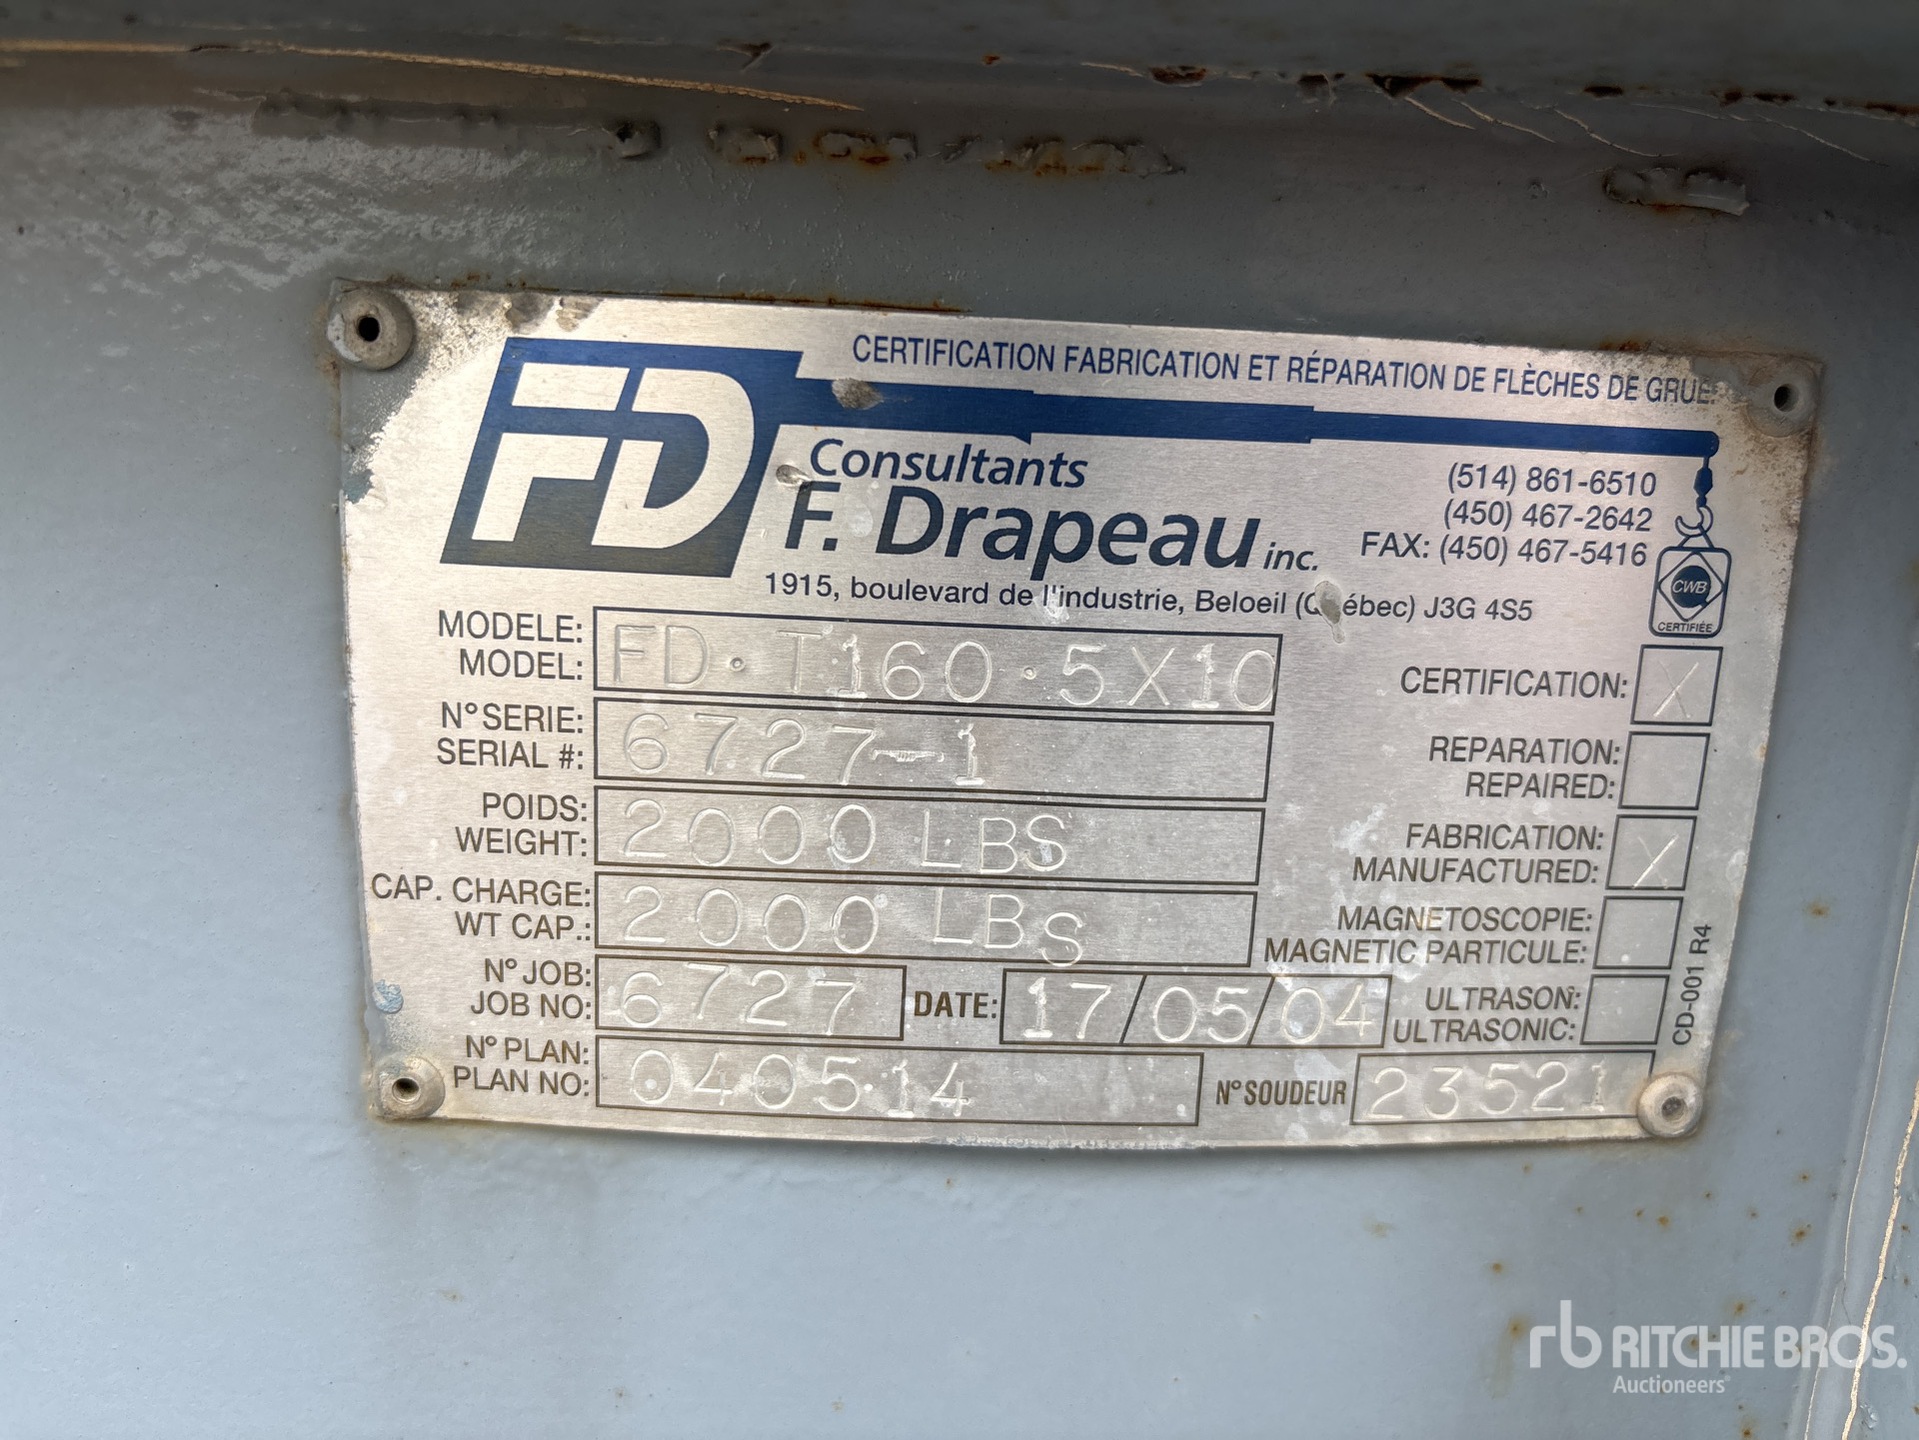 CERTIFICATION FABRICATION ET RÉPARATION DE FLÈCHES DE GRUE.
FD
Consultants
F. Drapeau inc.
(514) 861-6510
(450) 467-2642
FAX: (450) 467-5416
1915, boulevard de l'industrie, Beloeil (Québec) J3G 4S5
CWB
CERTIFIÉE
MODELE:
MODEL: FD·T160·5X10
N° SERIE:
SERIAL #: 6727-1
POIDS:
WEIGHT: 2000 LBS
CAP. CHARGE:
WT CAP.: 2000 LBS
N° JOB:
JOB NO: 6727
DATE: 17/05/04
N° PLAN:
PLAN NO: 040514
N° SOUDEUR 23521
CERTIFICATION: X
REPARATION:
REPAIRED:
FABRICATION:
MANUFACTURED: X
MAGNETOSCOPIE:
MAGNETIC PARTICULE:
ULTRASON:
ULTRASONIC:
CD-001 R4
rb RITCHIE BROS.
Auctioneers